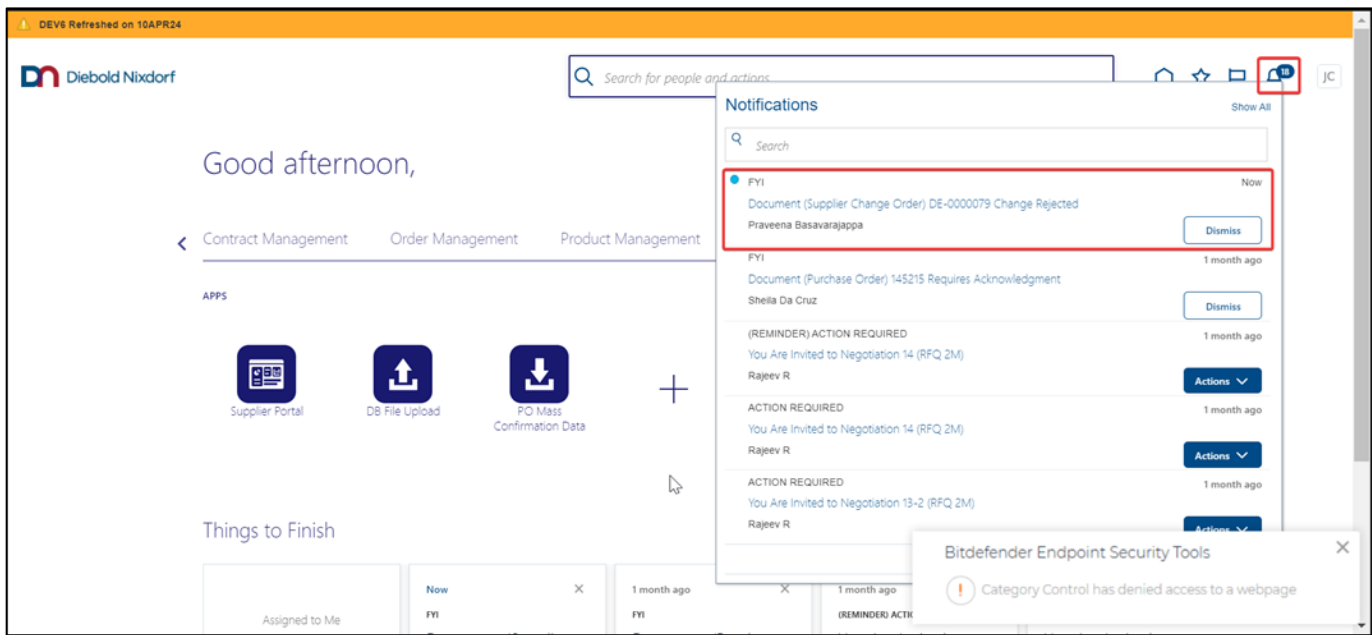 DEV6 Refreshed on 10APR24
Diebold Nixdorf
Search for people and actions
18
JC
Notifications
Show All
Search
Good afternoon,
FYI
Now
Document (Supplier Change Order) DE-0000079 Change Rejected
Praveena Basavarajappa
Dismiss
Contract Management Order Management Product Management
FYI
1 month ago
Document (Purchase Order) 145215 Requires Acknowledgment
Sheila Da Cruz
Dismiss
APPS
(REMINDER) ACTION REQUIRED
1 month ago
You Are Invited to Negotiation 14 (RFQ 2M)
Rajeev R
Actions
Supplier Portal
DB File Upload
PO Mass
Confirmation Data
ACTION REQUIRED
1 month ago
You Are Invited to Negotiation 14 (RFQ 2M)
Rajeev R
Actions
ACTION REQUIRED
1 month ago
You Are Invited to Negotiation 13-2 (RFQ 2M)
Rajeev R
Actions
Things to Finish
Bitdefender Endpoint Security Tools
Category Control has denied access to a webpage
Assigned to Me
Now
FYI
1 month ago
FYI
1 month ago
(REMINDER)